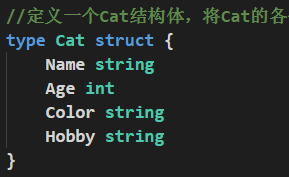 //定义一个Cat结构体，将Cat的各
type Cat struct {
Name string
Age int
Color string
Hobby string
}